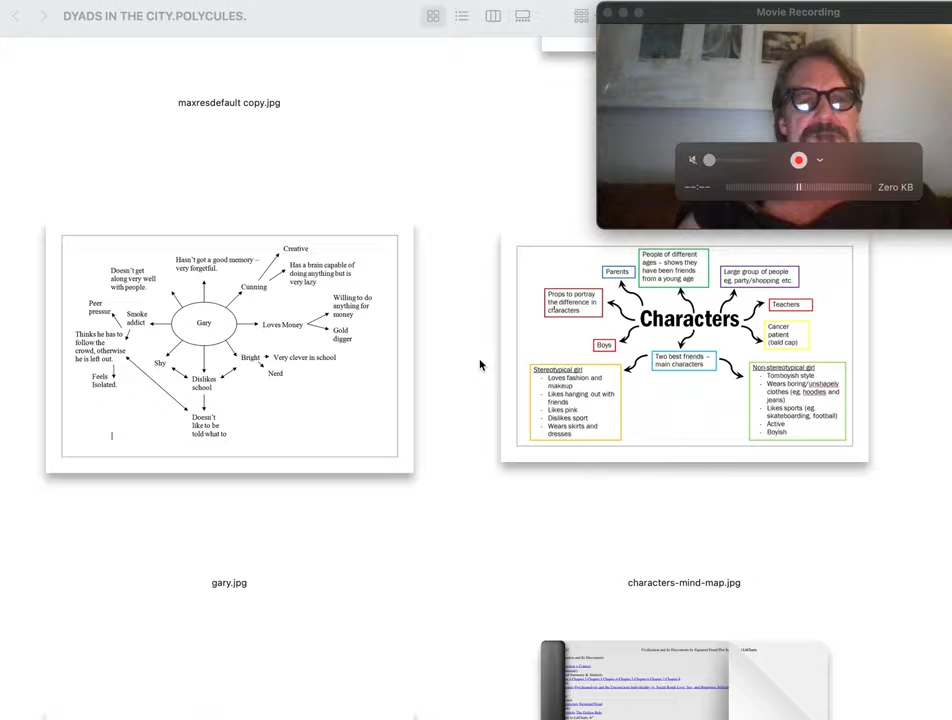 DYADS IN THE CITY.POLYCULES.
Movie Recording
maxresdefault copy.jpg
--:--
Zero KB
Creative
Hasn't got a good memory –
very forgetful.
Has a brain capable of
doing anything but is
very lazy
Doesn't get
along very well
with people.
Cunning
Peer
pressur
Smoke
addict
Gary
Loves Money
Willing to do
anything for
money
Gold
digger
Thinks he has to
follow the
crowd, otherwise
he is left out.
Shy
Bright
Very clever in school
Nerd
Feels
Isolated.
Dislikes
school
Doesn't
like to be
told what to
People of different
ages – shows they
have been friends
from a young age
Parents
Large group of people
eg. party/shopping etc.
Props to portray
the difference in
characters
Characters
Teachers
Cancer
patient
(bald cap)
Boys
Two best friends –
main characters
Stereotypical girl
- Loves fashion and
makeup
- Likes hanging out with
friends
- Likes pink
- Dislikes sport
- Wears skirts and
dresses
Non-stereotypical girl
- Tomboyish style
- Wears boring/unshapely
clothes (eg. hoodies and
jeans)
- Likes sports (eg.
skateboarding, football)
- Active
- Boyish
gary.jpg
characters-mind-map.jpg